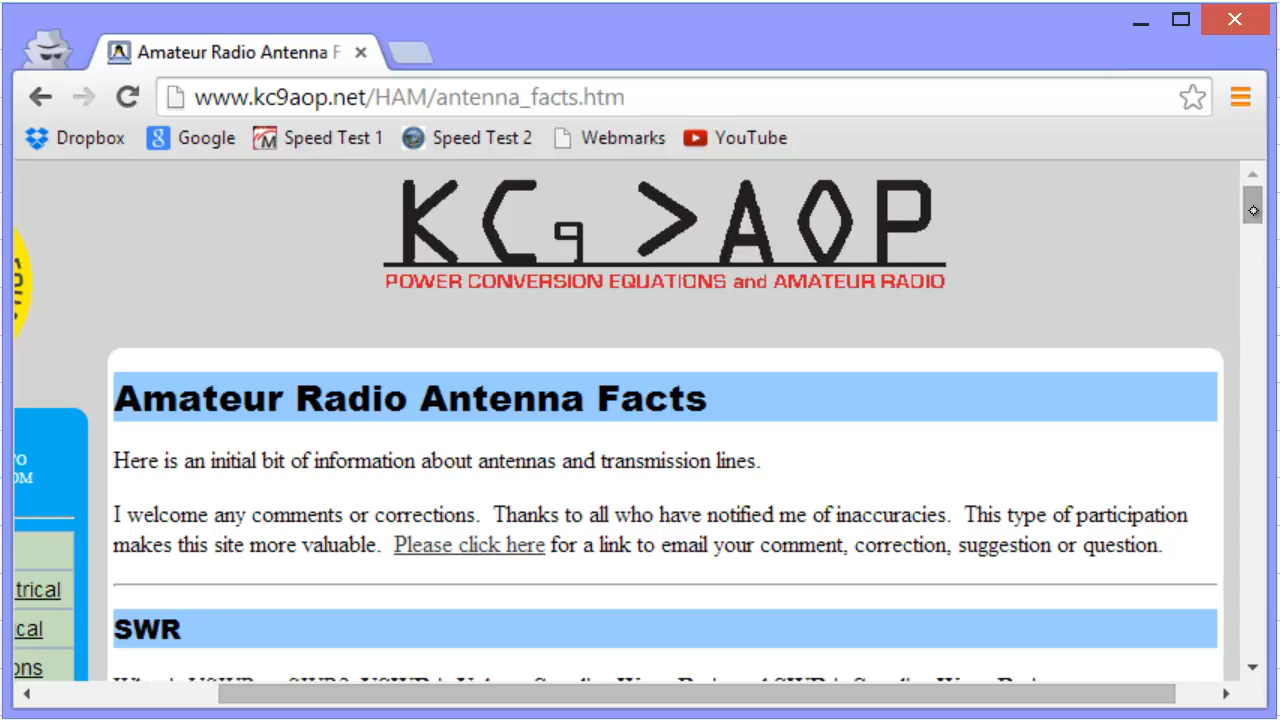 Amateur Radio Antenna F
www.kc9aop.net/HAM/antenna_facts.htm
Dropbox Google Speed Test 1 Speed Test 2 Webmarks YouTube
KC9>AOP
POWER CONVERSION EQUATIONS and AMATEUR RADIO
Amateur Radio Antenna Facts
Here is an initial bit of information about antennas and transmission lines.
I welcome any comments or corrections. Thanks to all who have notified me of inaccuracies. This type of participation
makes this site more valuable. Please click here for a link to email your comment, correction, suggestion or question.
trical
cal
ons
SWR